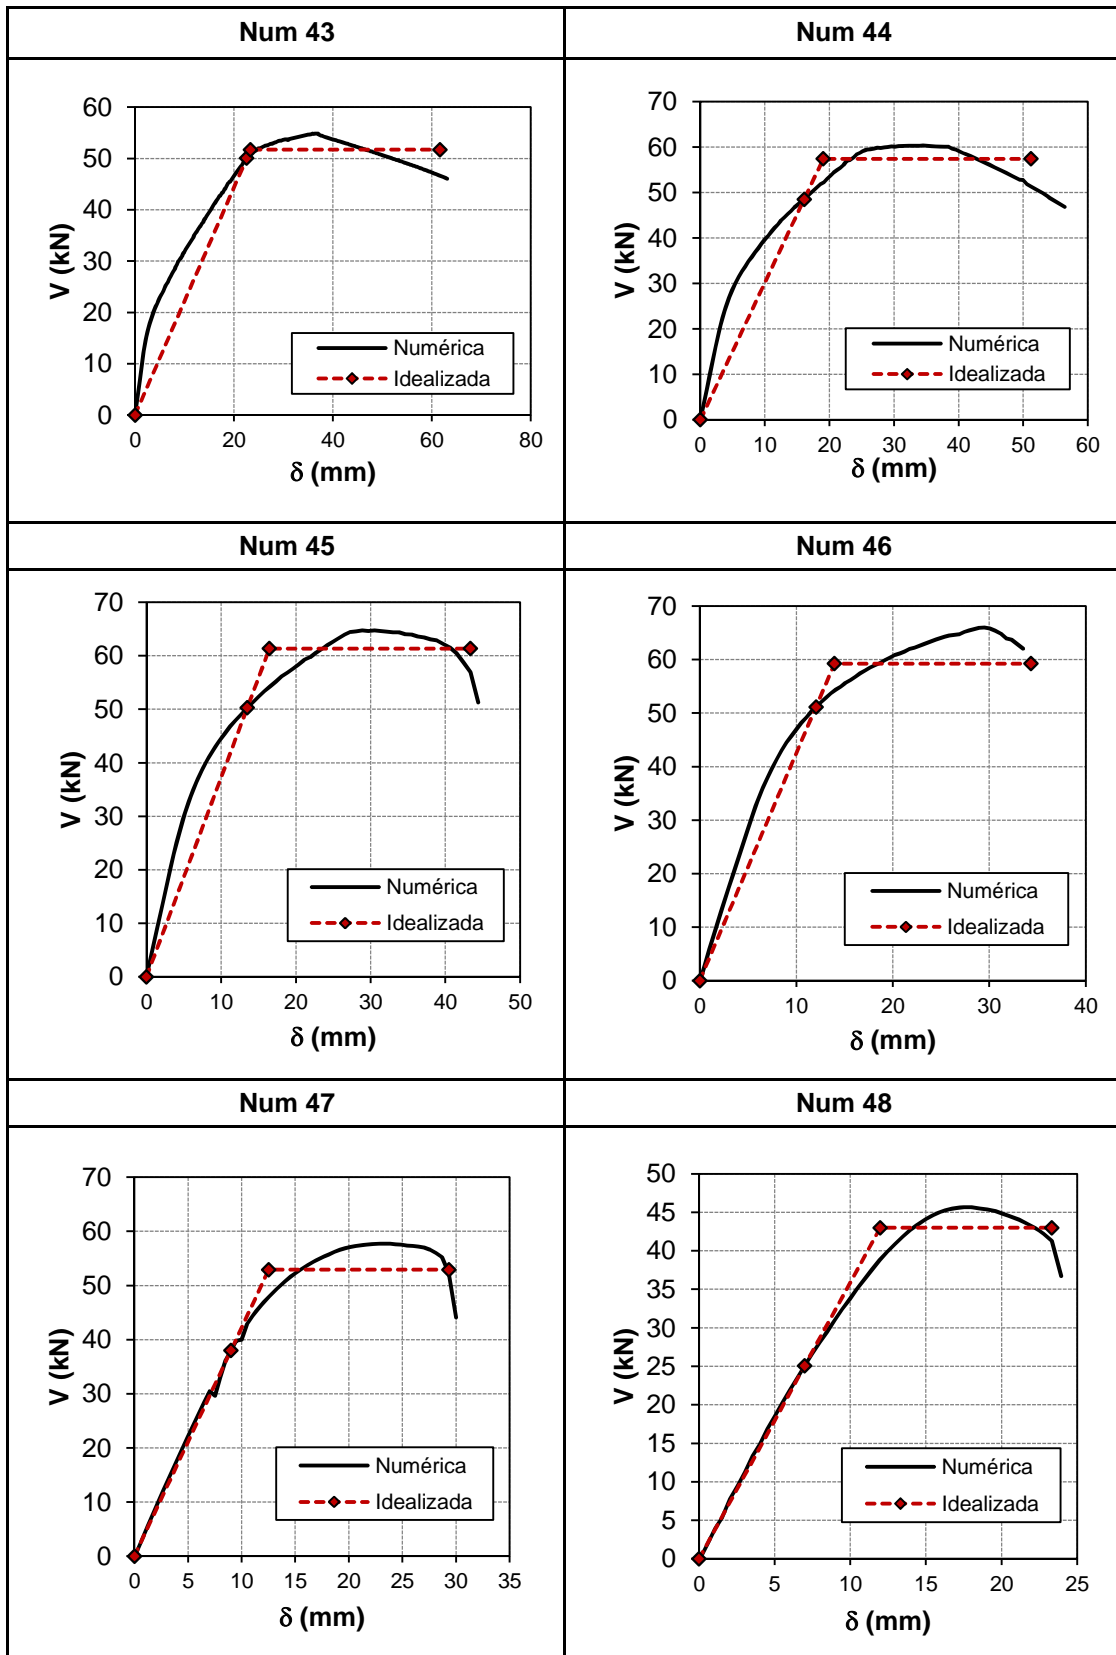 Num 43
Num 44
60
50
40
30
20
10
0
V (kN)
0 20 40 60 80
δ (mm)
Numérica
Idealizada
70
60
50
40
30
20
10
0
V (kN)
0 10 20 30 40 50 60
δ (mm)
Numérica
Idealizada
Num 45
Num 46
70
60
50
40
30
20
10
0
V (kN)
0 10 20 30 40 50
δ (mm)
Numérica
Idealizada
70
60
50
40
30
20
10
0
V (kN)
0 10 20 30 40
δ (mm)
Numérica
Idealizada
Num 47
Num 48
70
60
50
40
30
20
10
0
V (kN)
0 5 10 15 20 25 30 35
δ (mm)
Numérica
Idealizada
50
45
40
35
30
25
20
15
10
5
0
V (kN)
0 5 10 15 20 25
δ (mm)
Numérica
Idealizada